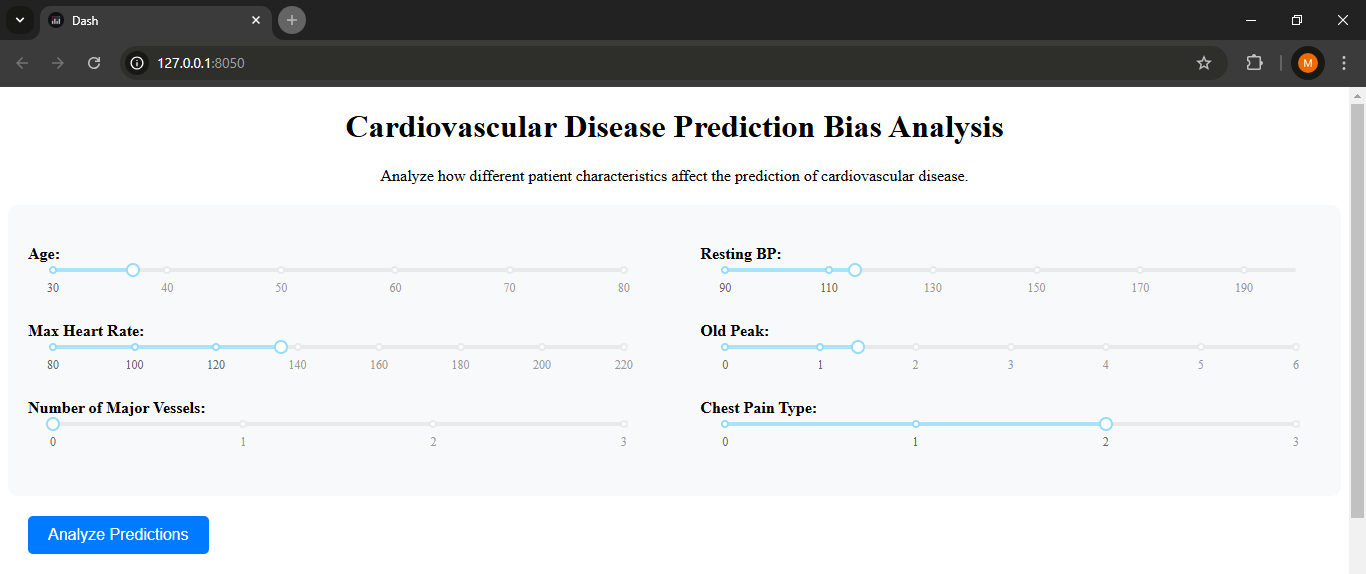 Dash
127.0.0.1:8050
M
Cardiovascular Disease Prediction Bias Analysis
Analyze how different patient characteristics affect the prediction of cardiovascular disease.
Age:
30 40 50 60 70 80
Resting BP:
90 110 130 150 170 190
Max Heart Rate:
80 100 120 140 160 180 200 220
Old Peak:
0 1 2 3 4 5 6
Number of Major Vessels:
0 1 2 3
Chest Pain Type:
0 1 2 3
Analyze Predictions